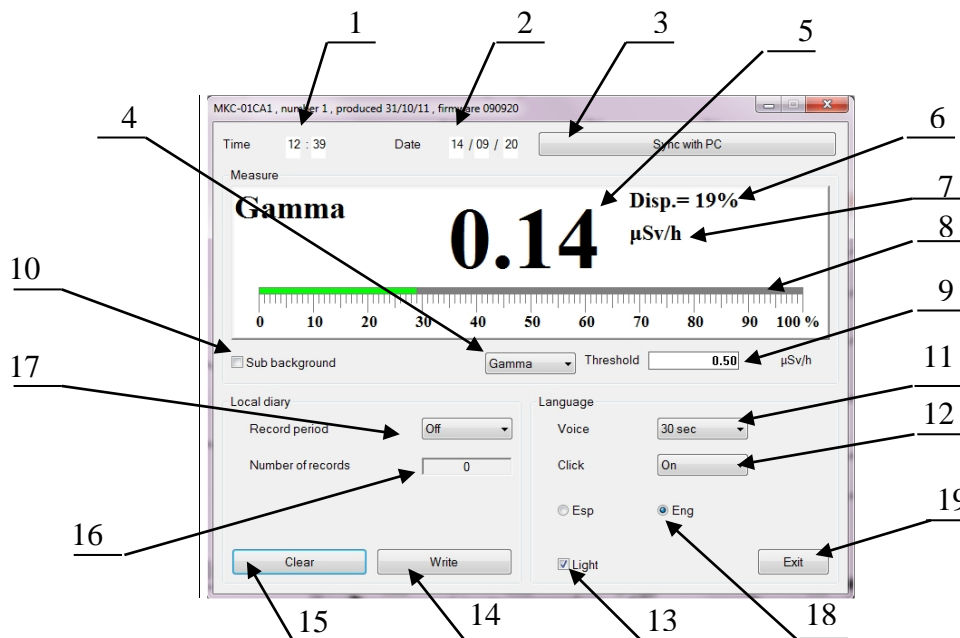 1 2 3 5
4 MKC-01CA1 , number 1 , produced 31/10/11 , firmware 090920
Time 12 : 39 Date 14 / 09 / 20 Sync with PC 6
Measure
Gamma 0.14 Disp.= 19% 7
µSv/h 8
10 0 10 20 30 40 50 60 70 80 90 100 % 9
Sub background Gamma Threshold 0.50 µSv/h
17 11
Local diary Language
Record period Off Voice 30 sec
12
Number of records 0 Click On
16 Esp Eng 19
Clear Write Light Exit
15 14 13 18